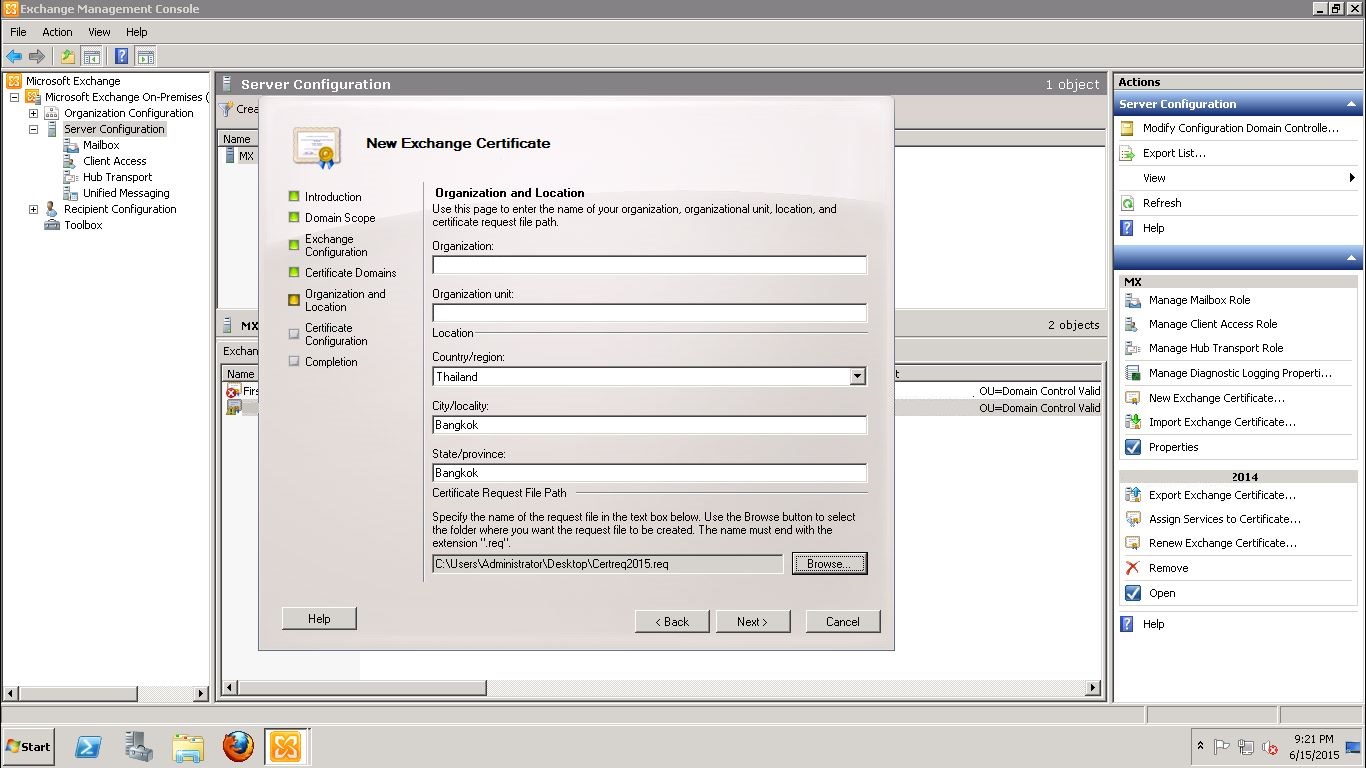 Exchange Management Console
File Action View Help
Microsoft Exchange
Microsoft Exchange On-Premises (
Organization Configuration
Server Configuration
Mailbox
Client Access
Hub Transport
Unified Messaging
Recipient Configuration
Toolbox
Server Configuration 1 object
Crea
Name
MX
MX 2 objects
Exchan
Name t
Firs . OU=Domain Control Valid
OU=Domain Control Valid
New Exchange Certificate
Introduction
Domain Scope
Exchange
Configuration
Certificate Domains
Organization and
Location
Certificate
Configuration
Completion
Organization and Location
Use this page to enter the name of your organization, organizational unit, location, and
certificate request file path.
Organization:
Organization unit:
Location
Country/region:
Thailand
City/locality:
Bangkok
State/province:
Bangkok
Certificate Request File Path
Specify the name of the request file in the text box below. Use the Browse button to select
the folder where you want the request file to be created. The name must end with the
extension ".req".
C:\Users\Administrator\Desktop\Certreq2015.req Browse...
Help < Back Next > Cancel
Actions
Server Configuration
Modify Configuration Domain Controlle...
Export List...
View
Refresh
Help
MX
Manage Mailbox Role
Manage Client Access Role
Manage Hub Transport Role
Manage Diagnostic Logging Properti...
New Exchange Certificate...
Import Exchange Certificate...
Properties
2014
Export Exchange Certificate...
Assign Services to Certificate...
Renew Exchange Certificate...
Remove
Open
Help
Start 9:21 PM
6/15/2015